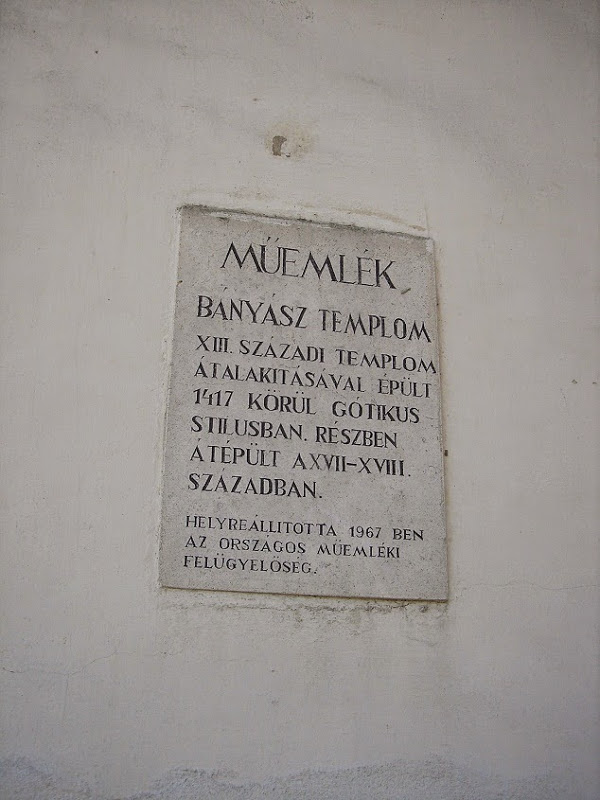 MŰEMLÉK
BÁNYÁSZ TEMPLOM
XIII. SZÁZADI TEMPLOM
ÁTALAKITÁSÁVAL ÉPÜLT
1417 KÖRÜL GÓTIKUS
STILUSBAN. RÉSZBEN
ÁTÉPÜLT A XVII-XVIII.
SZÁZADBAN.
HELYREÁLLITOTTA 1967 BEN
AZ ORSZÁGOS MŰEMLÉKI
FELÜGYELŐSÉG.